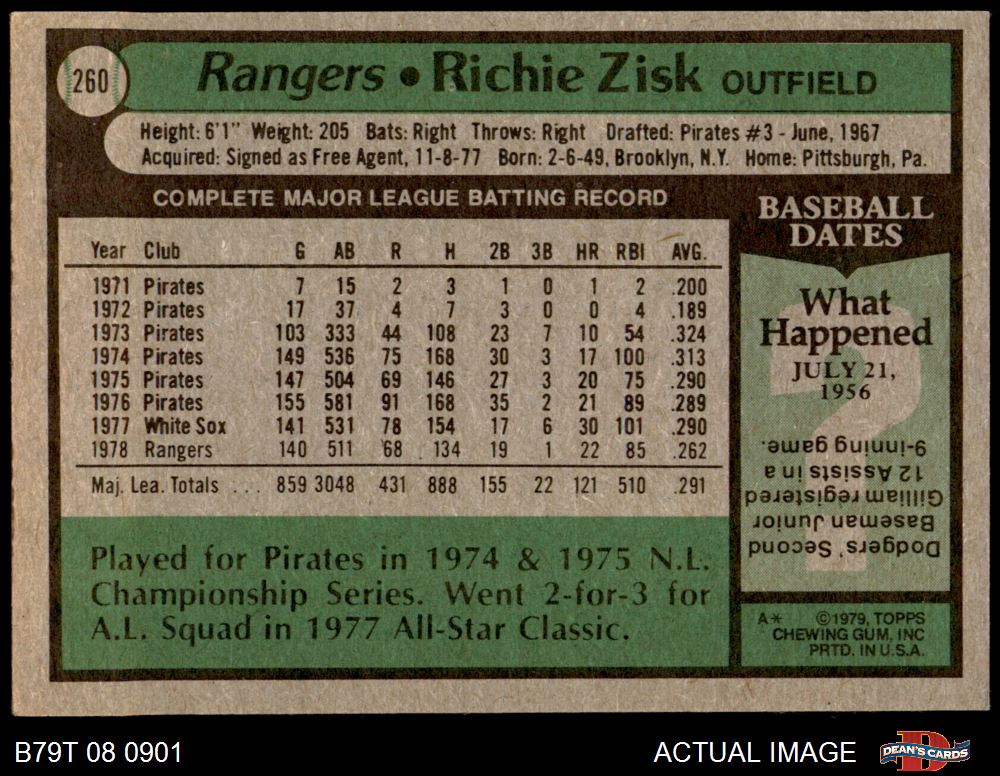 260
Rangers • Richie Zisk OUTFIELD
Height: 6'1" Weight: 205 Bats: Right Throws: Right Drafted: Pirates #3 - June, 1967
Acquired: Signed as Free Agent, 11-8-77 Born: 2-6-49, Brooklyn, N.Y. Home: Pittsburgh, Pa.
COMPLETE MAJOR LEAGUE BATTING RECORD
Year Club G AB R H 2B 3B HR RBI AVG.
1971 Pirates 7 15 2 3 1 0 1 2 .200
1972 Pirates 17 37 4 7 3 0 0 4 .189
1973 Pirates 103 333 44 108 23 7 10 54 .324
1974 Pirates 149 536 75 168 30 3 17 100 .313
1975 Pirates 147 504 69 146 27 3 20 75 .290
1976 Pirates 155 581 91 168 35 2 21 89 .289
1977 White Sox 141 531 78 154 17 6 30 101 .290
1978 Rangers 140 511 68 134 19 1 22 85 .262
Maj. Lea. Totals ... 859 3048 431 888 155 22 121 510 .291
Played for Pirates in 1974 & 1975 N.L.
Championship Series. Went 2-for-3 for
A.L. Squad in 1977 All-Star Classic.
BASEBALL
DATES
What
Happened
JULY 21,
1956
?
Dodgers' Second
Baseman Junior
Gilliam registered
12 Assists in a
9-inning game.
A* ©1979, TOPPS
CHEWING GUM, INC
PRTD. IN U.S.A.
B79T 08 0901
ACTUAL IMAGE
D
DEAN'S CARDS